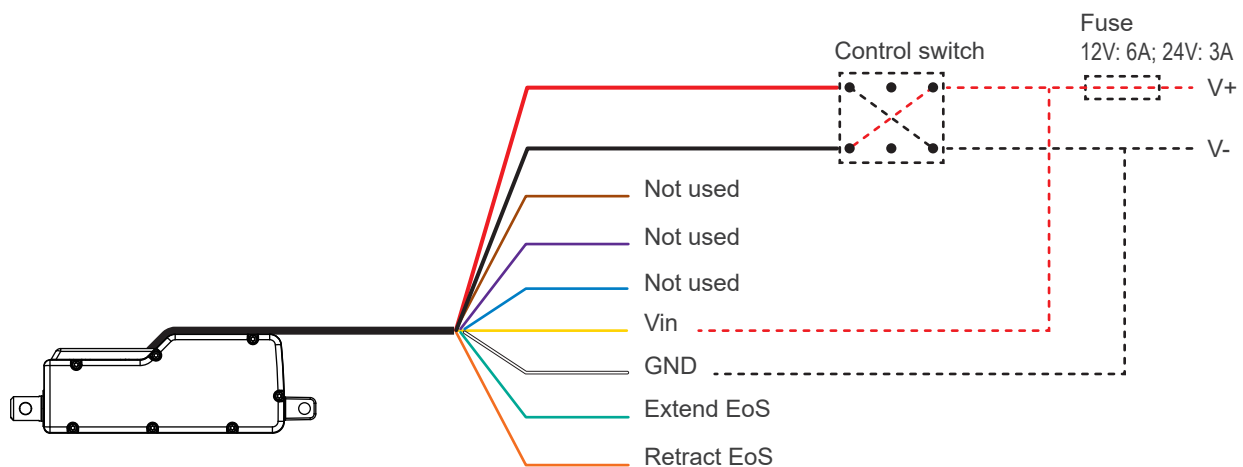 Fuse
12V: 6A; 24V: 3A
Control switch
V+
V-
Not used
Not used
Not used
Vin
GND
Extend EoS
Retract EoS